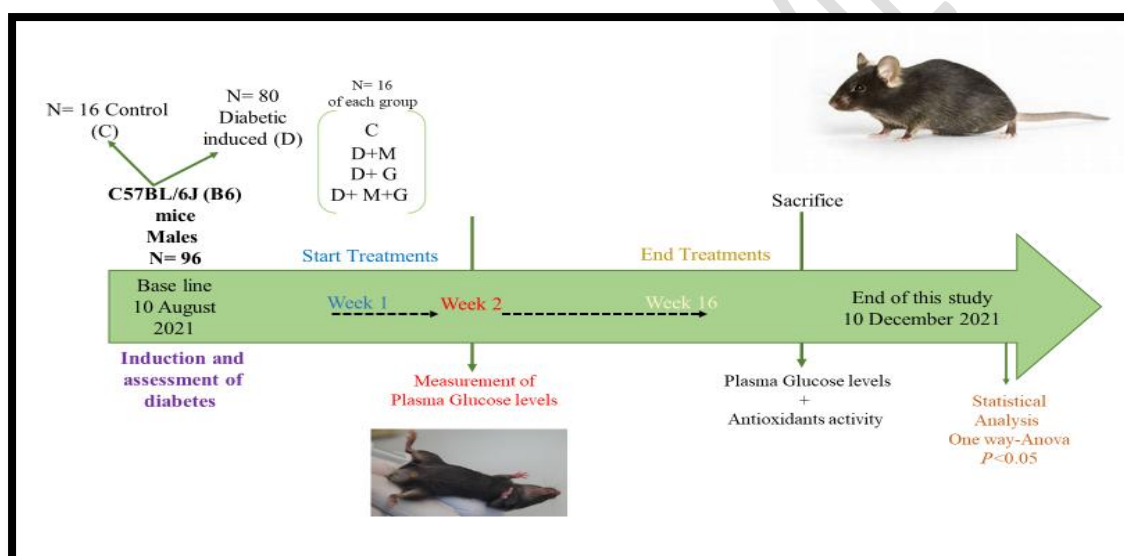 N= 16 Control
(C)
N= 80
Diabetic
induced (D)
N= 16
of each group
C
D+M
D+ G
D+ M+G
C57BL/6J (B6)
mice
Males
N= 96
Sacrifice
Start Treatments
End Treatments
Base line
10 August
2021
Week 1
Week 2
Week 16
End of this study
10 December 2021
Induction and
assessment of
diabetes
Measurement of
Plasma Glucose levels
Plasma Glucose levels
+
Antioxidants activity
Statistical
Analysis
One way-Anova
P<0.05